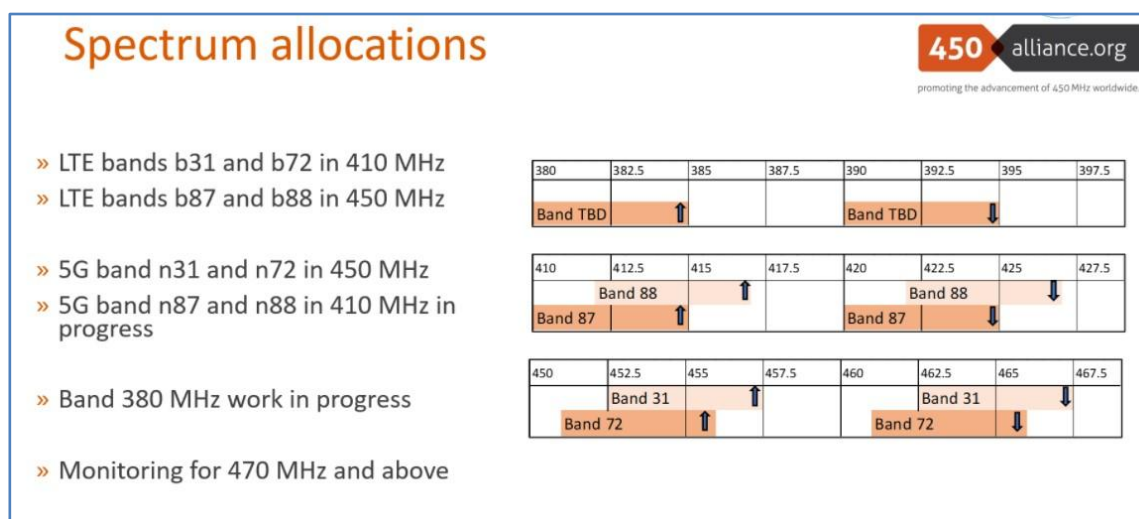 Spectrum allocations
450 alliance.org
promoting the advancement of 450 MHz worldwide.
» LTE bands b31 and b72 in 410 MHz
» LTE bands b87 and b88 in 450 MHz
» 5G band n31 and n72 in 450 MHz
» 5G band n87 and n88 in 410 MHz in
progress
» Band 380 MHz work in progress
» Monitoring for 470 MHz and above
380 382.5 385 387.5 390 392.5 395 397.5
Band TBD Band TBD
410 412.5 415 417.5 420 422.5 425 427.5
Band 88 Band 88
Band 87 Band 87
450 452.5 455 457.5 460 462.5 465 467.5
Band 31 Band 31
Band 72 Band 72